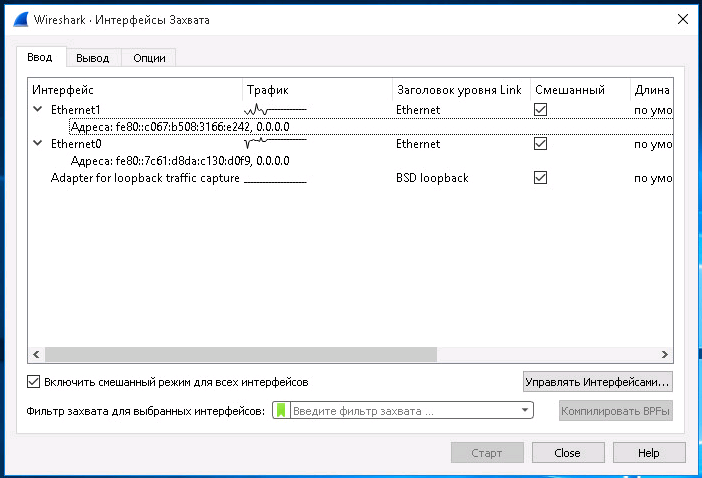 Wireshark · Интерфейсы Захвата
Ввод Вывод Опции
Интерфейс Трафик Заголовок уровня Link Смешанный Длина
Ethernet1 Ethernet по умо
Адреса: fe80::c067:b508:3166:e242, 0.0.0.0
Ethernet0 Ethernet по умо
Адреса: fe80::7c61:d8da:c130:d0f9, 0.0.0.0
Adapter for loopback traffic capture BSD loopback по умо
Включить смешанный режим для всех интерфейсов Управлять Интерфейсами...
Фильтр захвата для выбранных интерфейсов: Введите фильтр захвата ... Компилировать BPFы
Старт Close Help